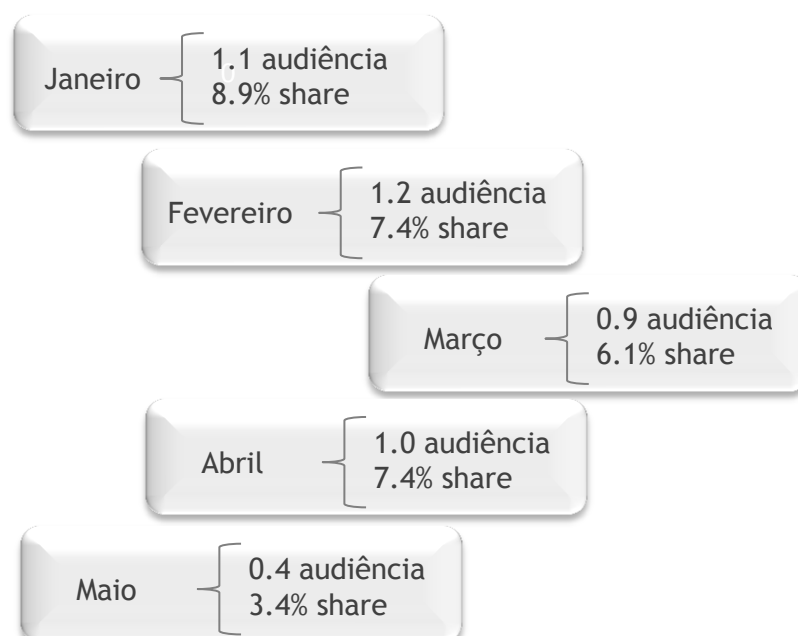 Janeiro
1.1 audiência
8.9% share
0
Fevereiro
1.2 audiência
7.4% share
Março
0.9 audiência
6.1% share
Abril
1.0 audiência
7.4% share
Maio
0.4 audiência
3.4% share